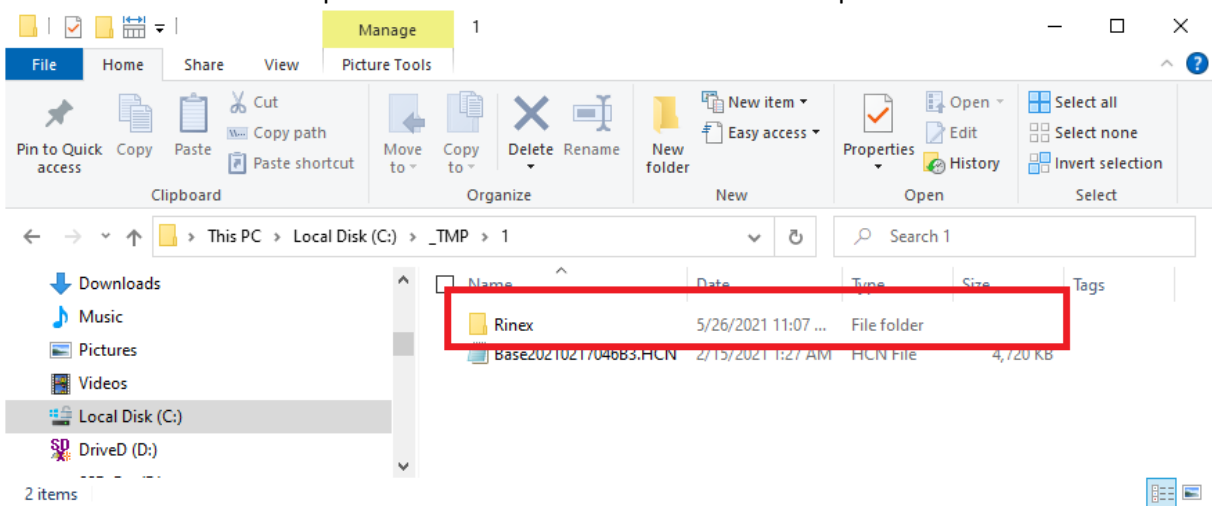 Manage 1
File Home Share View Picture Tools
Pin to Quick access Copy Paste Cut Copy path Paste shortcut
Clipboard
Move to Copy to Delete Rename
Organize
New folder New item Easy access
New
Properties Open Edit History
Open
Select all Select none Invert selection
Select
This PC > Local Disk (C:) > _TMP > 1
Search 1
Downloads
Music
Pictures
Videos
Local Disk (C:)
DriveD (D:)
Name Date Type Size Tags
Rinex 5/26/2021 11:07 ... File folder
Base20210217046B3.HCN 2/15/2021 1:27 AM HCN File 4,720 KB
2 items